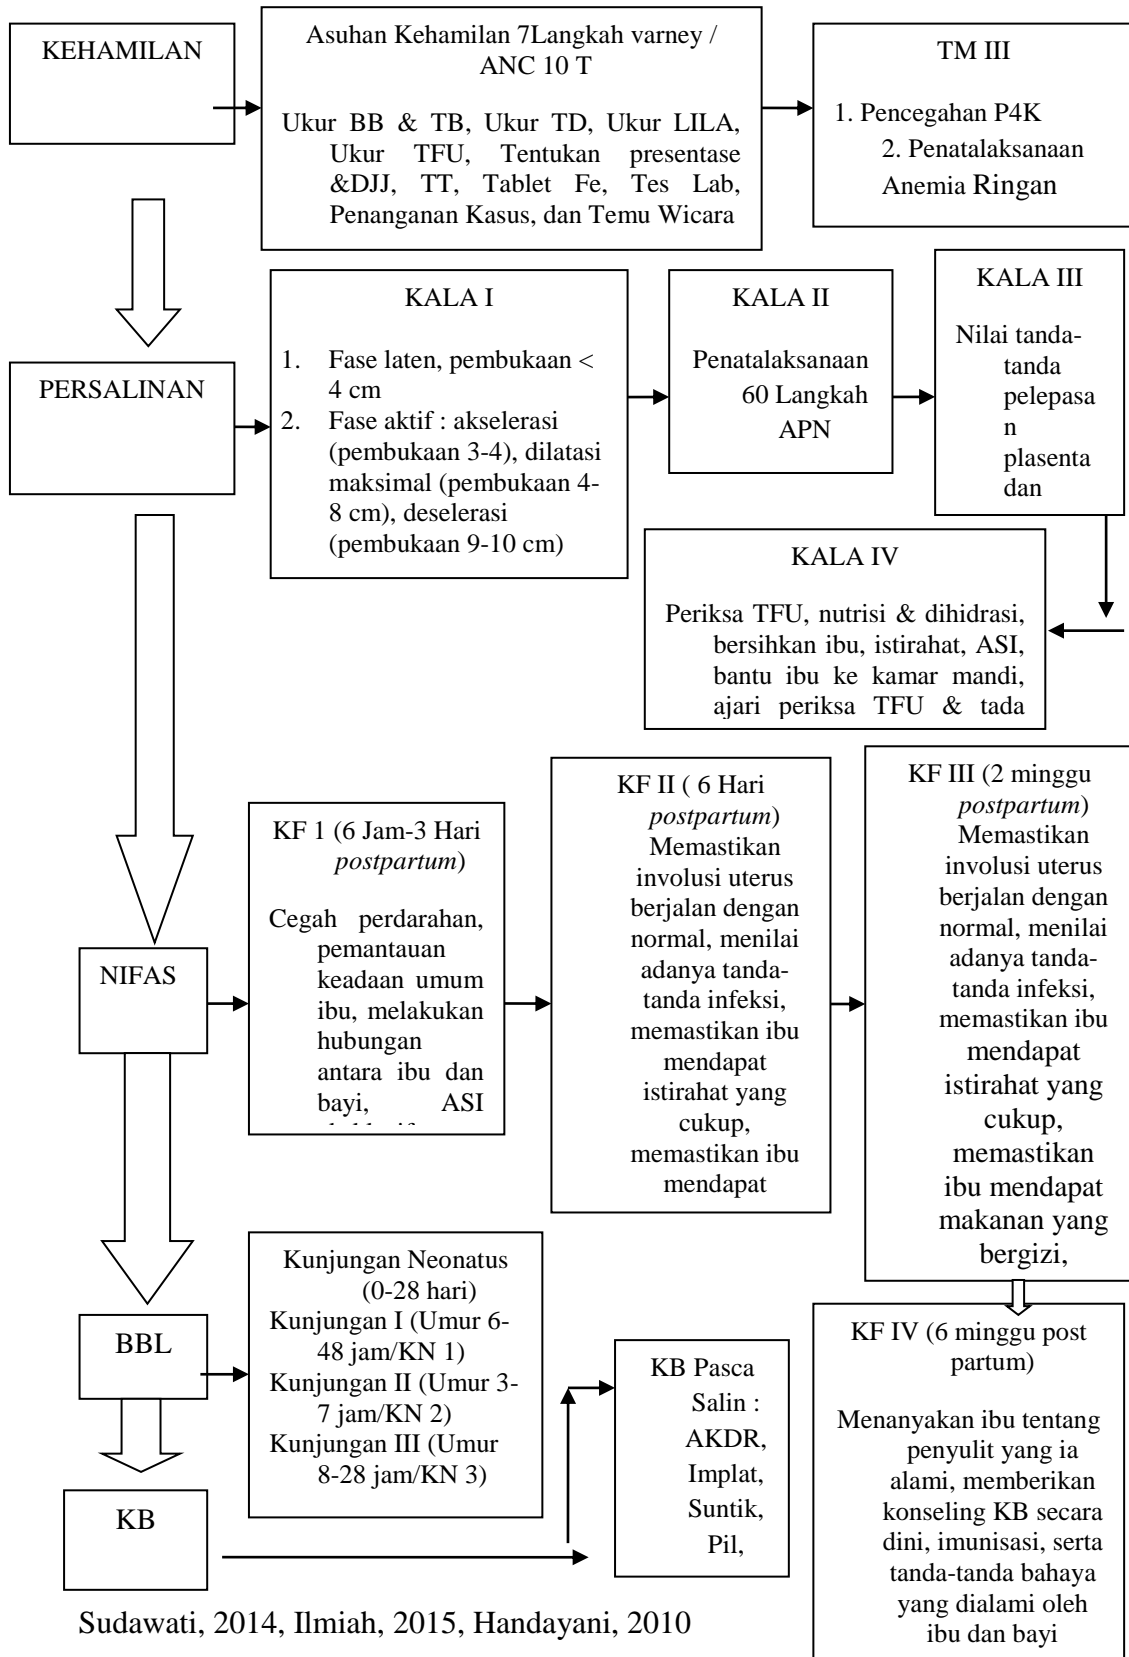 KEHAMILAN
Asuhan Kehamilan 7Langkah varney /
ANC 10 T
Ukur BB & TB, Ukur TD, Ukur LILA,
Ukur TFU, Tentukan presentase
&DJJ, TT, Tablet Fe, Tes Lab,
Penanganan Kasus, dan Temu Wicara
TM III
1. Pencegahan P4K
2. Penatalaksanaan
Anemia Ringan
PERSALINAN
KALA I
1. Fase laten, pembukaan <
4 cm
2. Fase aktif : akselerasi
(pembukaan 3-4), dilatasi
maksimal (pembukaan 4-
8 cm), deselerasi
(pembukaan 9-10 cm)
KALA II
Penatalaksanaan
60 Langkah
APN
KALA III
Nilai tanda-
tanda
pelepasa
n
plasenta
dan
KALA IV
Periksa TFU, nutrisi & dihidrasi,
bersihkan ibu, istirahat, ASI,
bantu ibu ke kamar mandi,
ajari periksa TFU & tada
NIFAS
KF 1 (6 Jam-3 Hari
postpartum)
Cegah perdarahan,
pemantauan
keadaan umum
ibu, melakukan
hubungan
antara ibu dan
bayi, ASI
KF II ( 6 Hari
postpartum)
Memastikan
involusi uterus
berjalan dengan
normal, menilai
adanya tanda-
tanda infeksi,
memastikan ibu
mendapat
istirahat yang
cukup,
memastikan ibu
mendapat
KF III (2 minggu
postpartum)
Memastikan
involusi uterus
berjalan dengan
normal, menilai
adanya tanda-
tanda infeksi,
memastikan ibu
mendapat
istirahat yang
cukup,
memastikan
ibu mendapat
makanan yang
bergizi,
BBL
Kunjungan Neonatus
(0-28 hari)
Kunjungan I (Umur 6-
48 jam/KN 1)
Kunjungan II (Umur 3-
7 jam/KN 2)
Kunjungan III (Umur
8-28 jam/KN 3)
KF IV (6 minggu post
partum)
Menanyakan ibu tentang
penyulit yang ia
alami, memberikan
konseling KB secara
dini, imunisasi, serta
tanda-tanda bahaya
yang dialami oleh
ibu dan bayi
KB
KB Pasca
Salin :
AKDR,
Implat,
Suntik,
Pil,
Sudawati, 2014, Ilmiah, 2015, Handayani, 2010